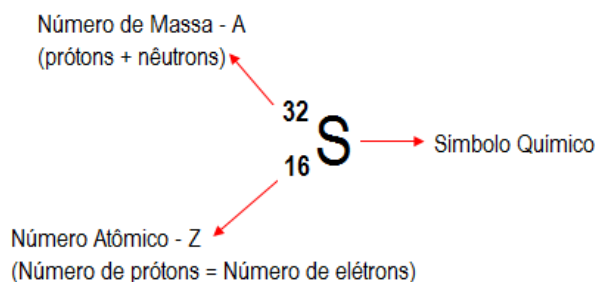 Número de Massa - A
(prótons + nêutrons)
32
S
16
Símbolo Químico
Número Atômico - Z
(Número de prótons = Número de elétrons)